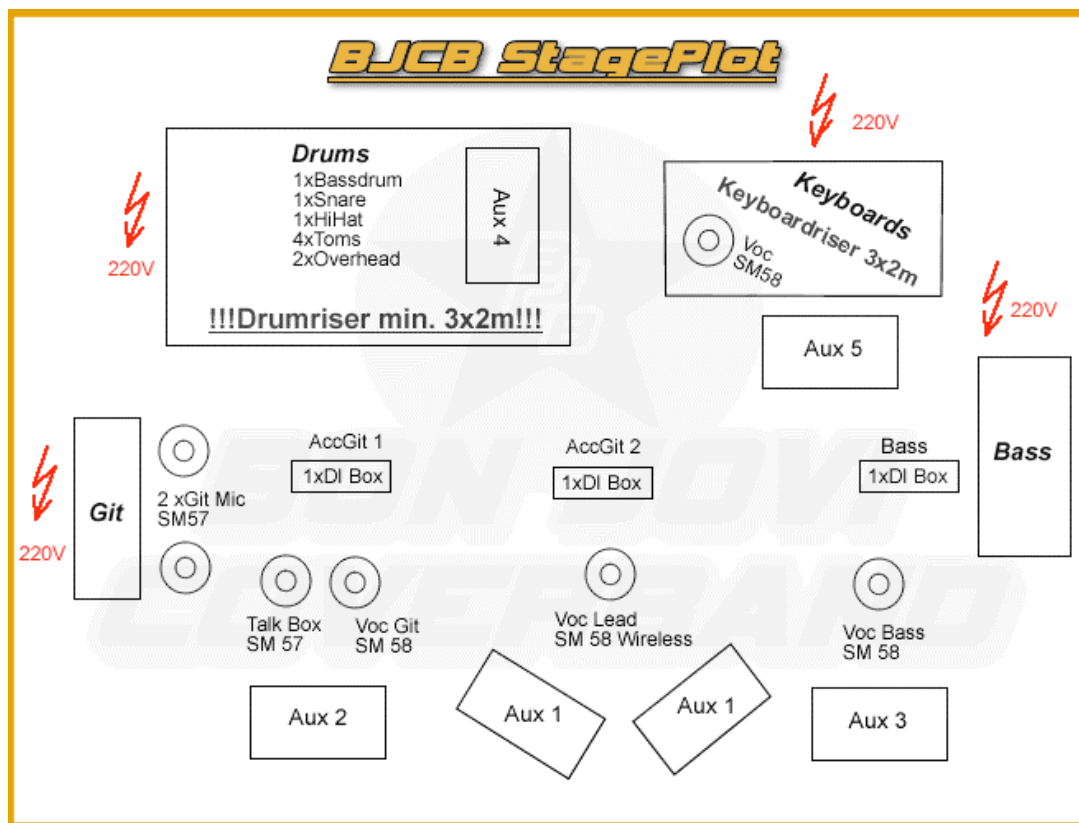 BJCB StagePlot
220V
Drums
1xBassdrum
1xSnare
1xHiHat
4xToms
2xOverhead
Aux 4
!!!Drumriser min. 3x2m!!!
220V
Keyboards
Keyboardriser 3x2m
Voc
SM58
220V
Aux 5
Git
220V
2 xGit Mic
SM57
AccGit 1
1xDI Box
AccGit 2
1xDI Box
Bass
1xDI Box
Bass
BON JOVI
COVERBAND
Talk Box
SM 57
Voc Git
SM 58
Voc Lead
SM 58 Wireless
Voc Bass
SM 58
Aux 2
Aux 1
Aux 1
Aux 3